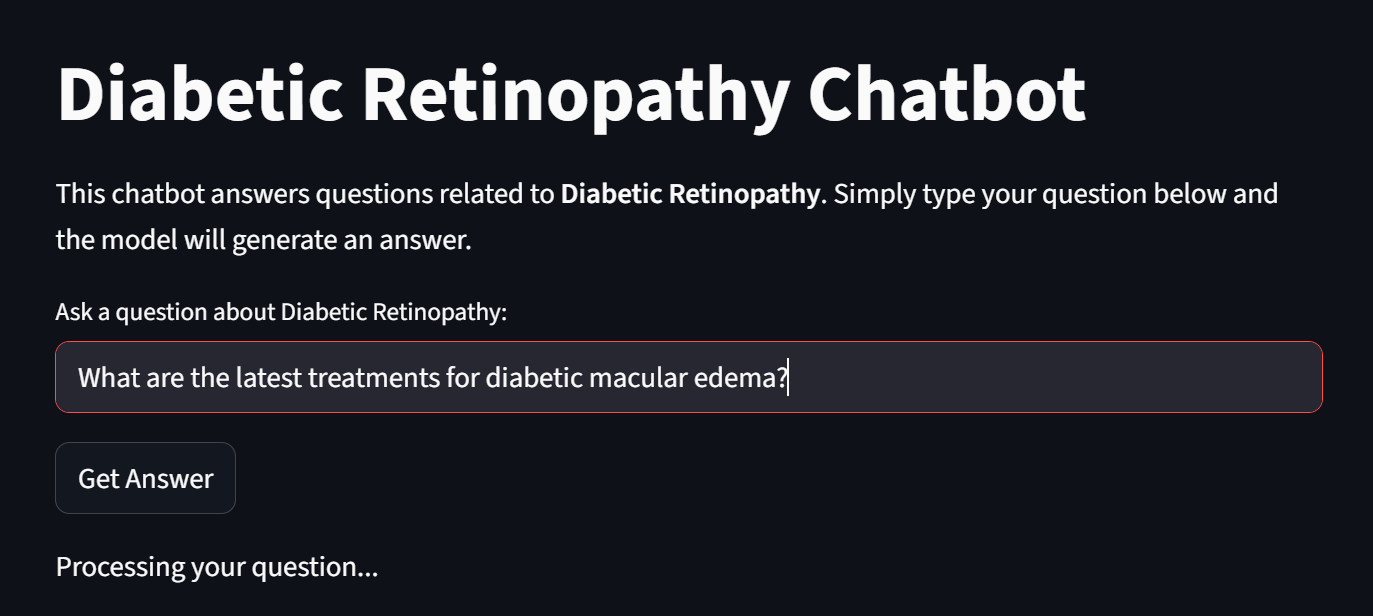 Diabetic Retinopathy Chatbot
This chatbot answers questions related to Diabetic Retinopathy. Simply type your question below and
the model will generate an answer.
Ask a question about Diabetic Retinopathy:
What are the latest treatments for diabetic macular edema?
Get Answer
Processing your question...